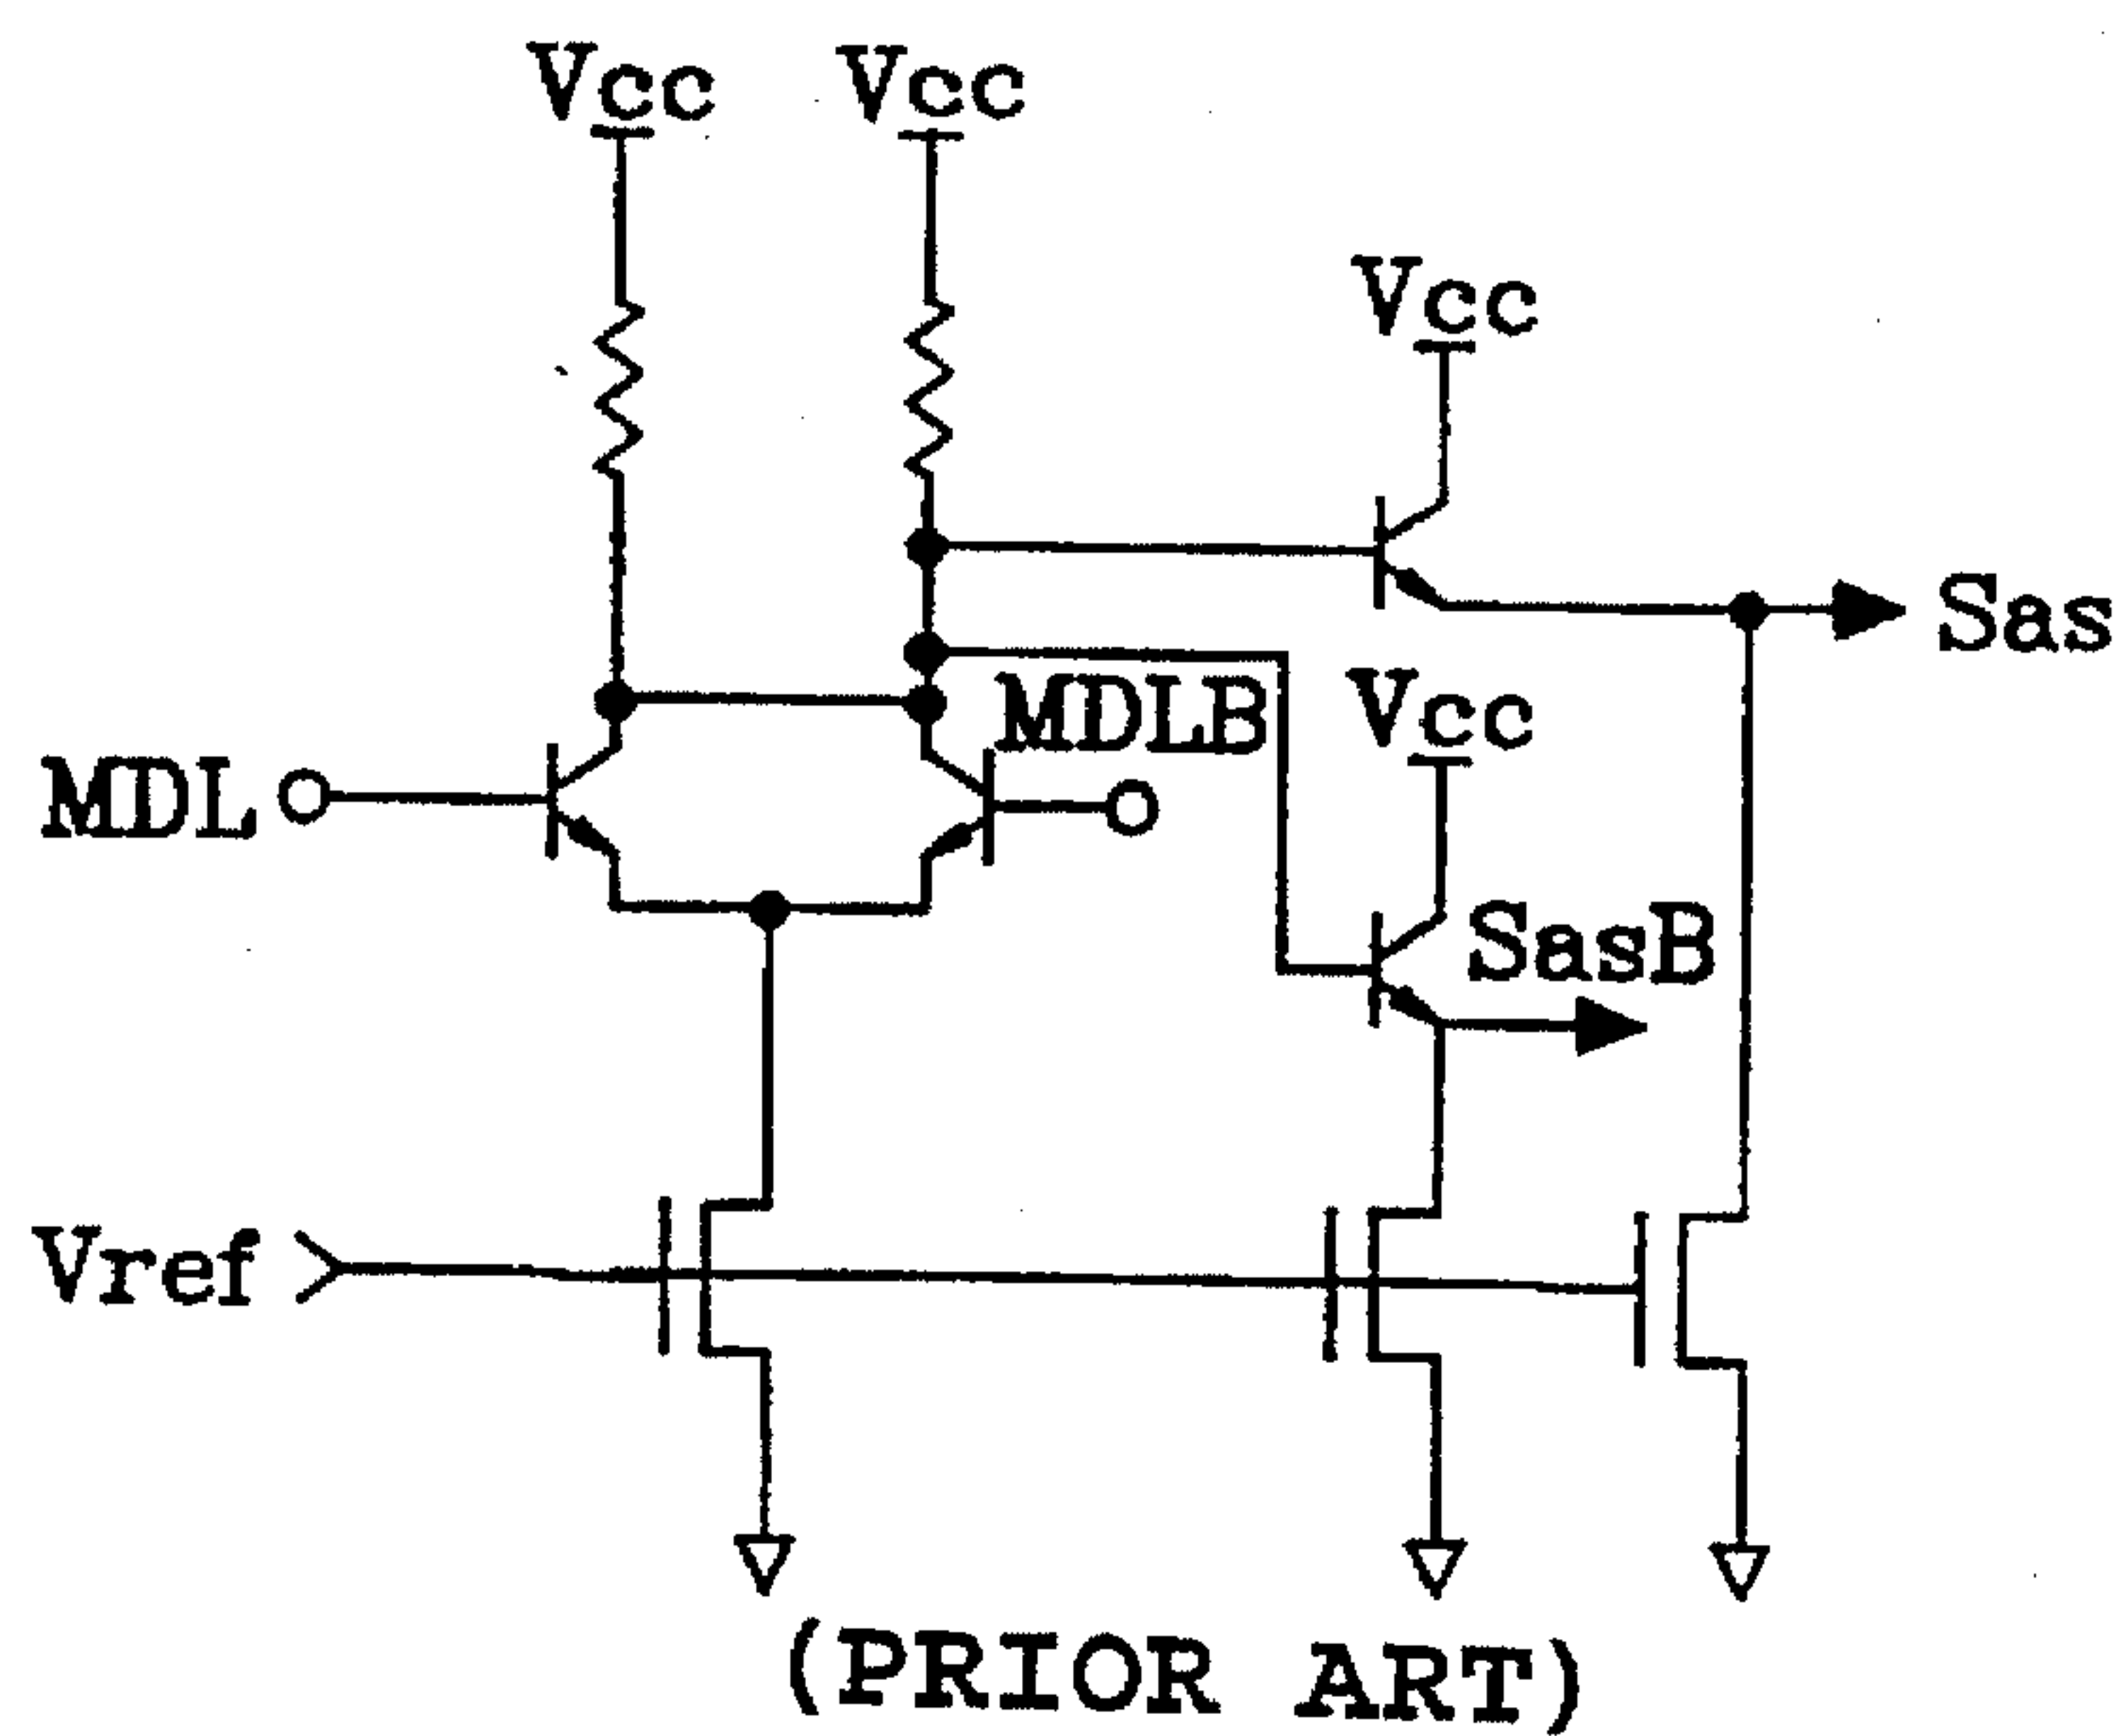 Vcc
Vcc
Vcc
Sas
MDLB
Vcc
MDL
SasB
Vref
(PRIOR ART)